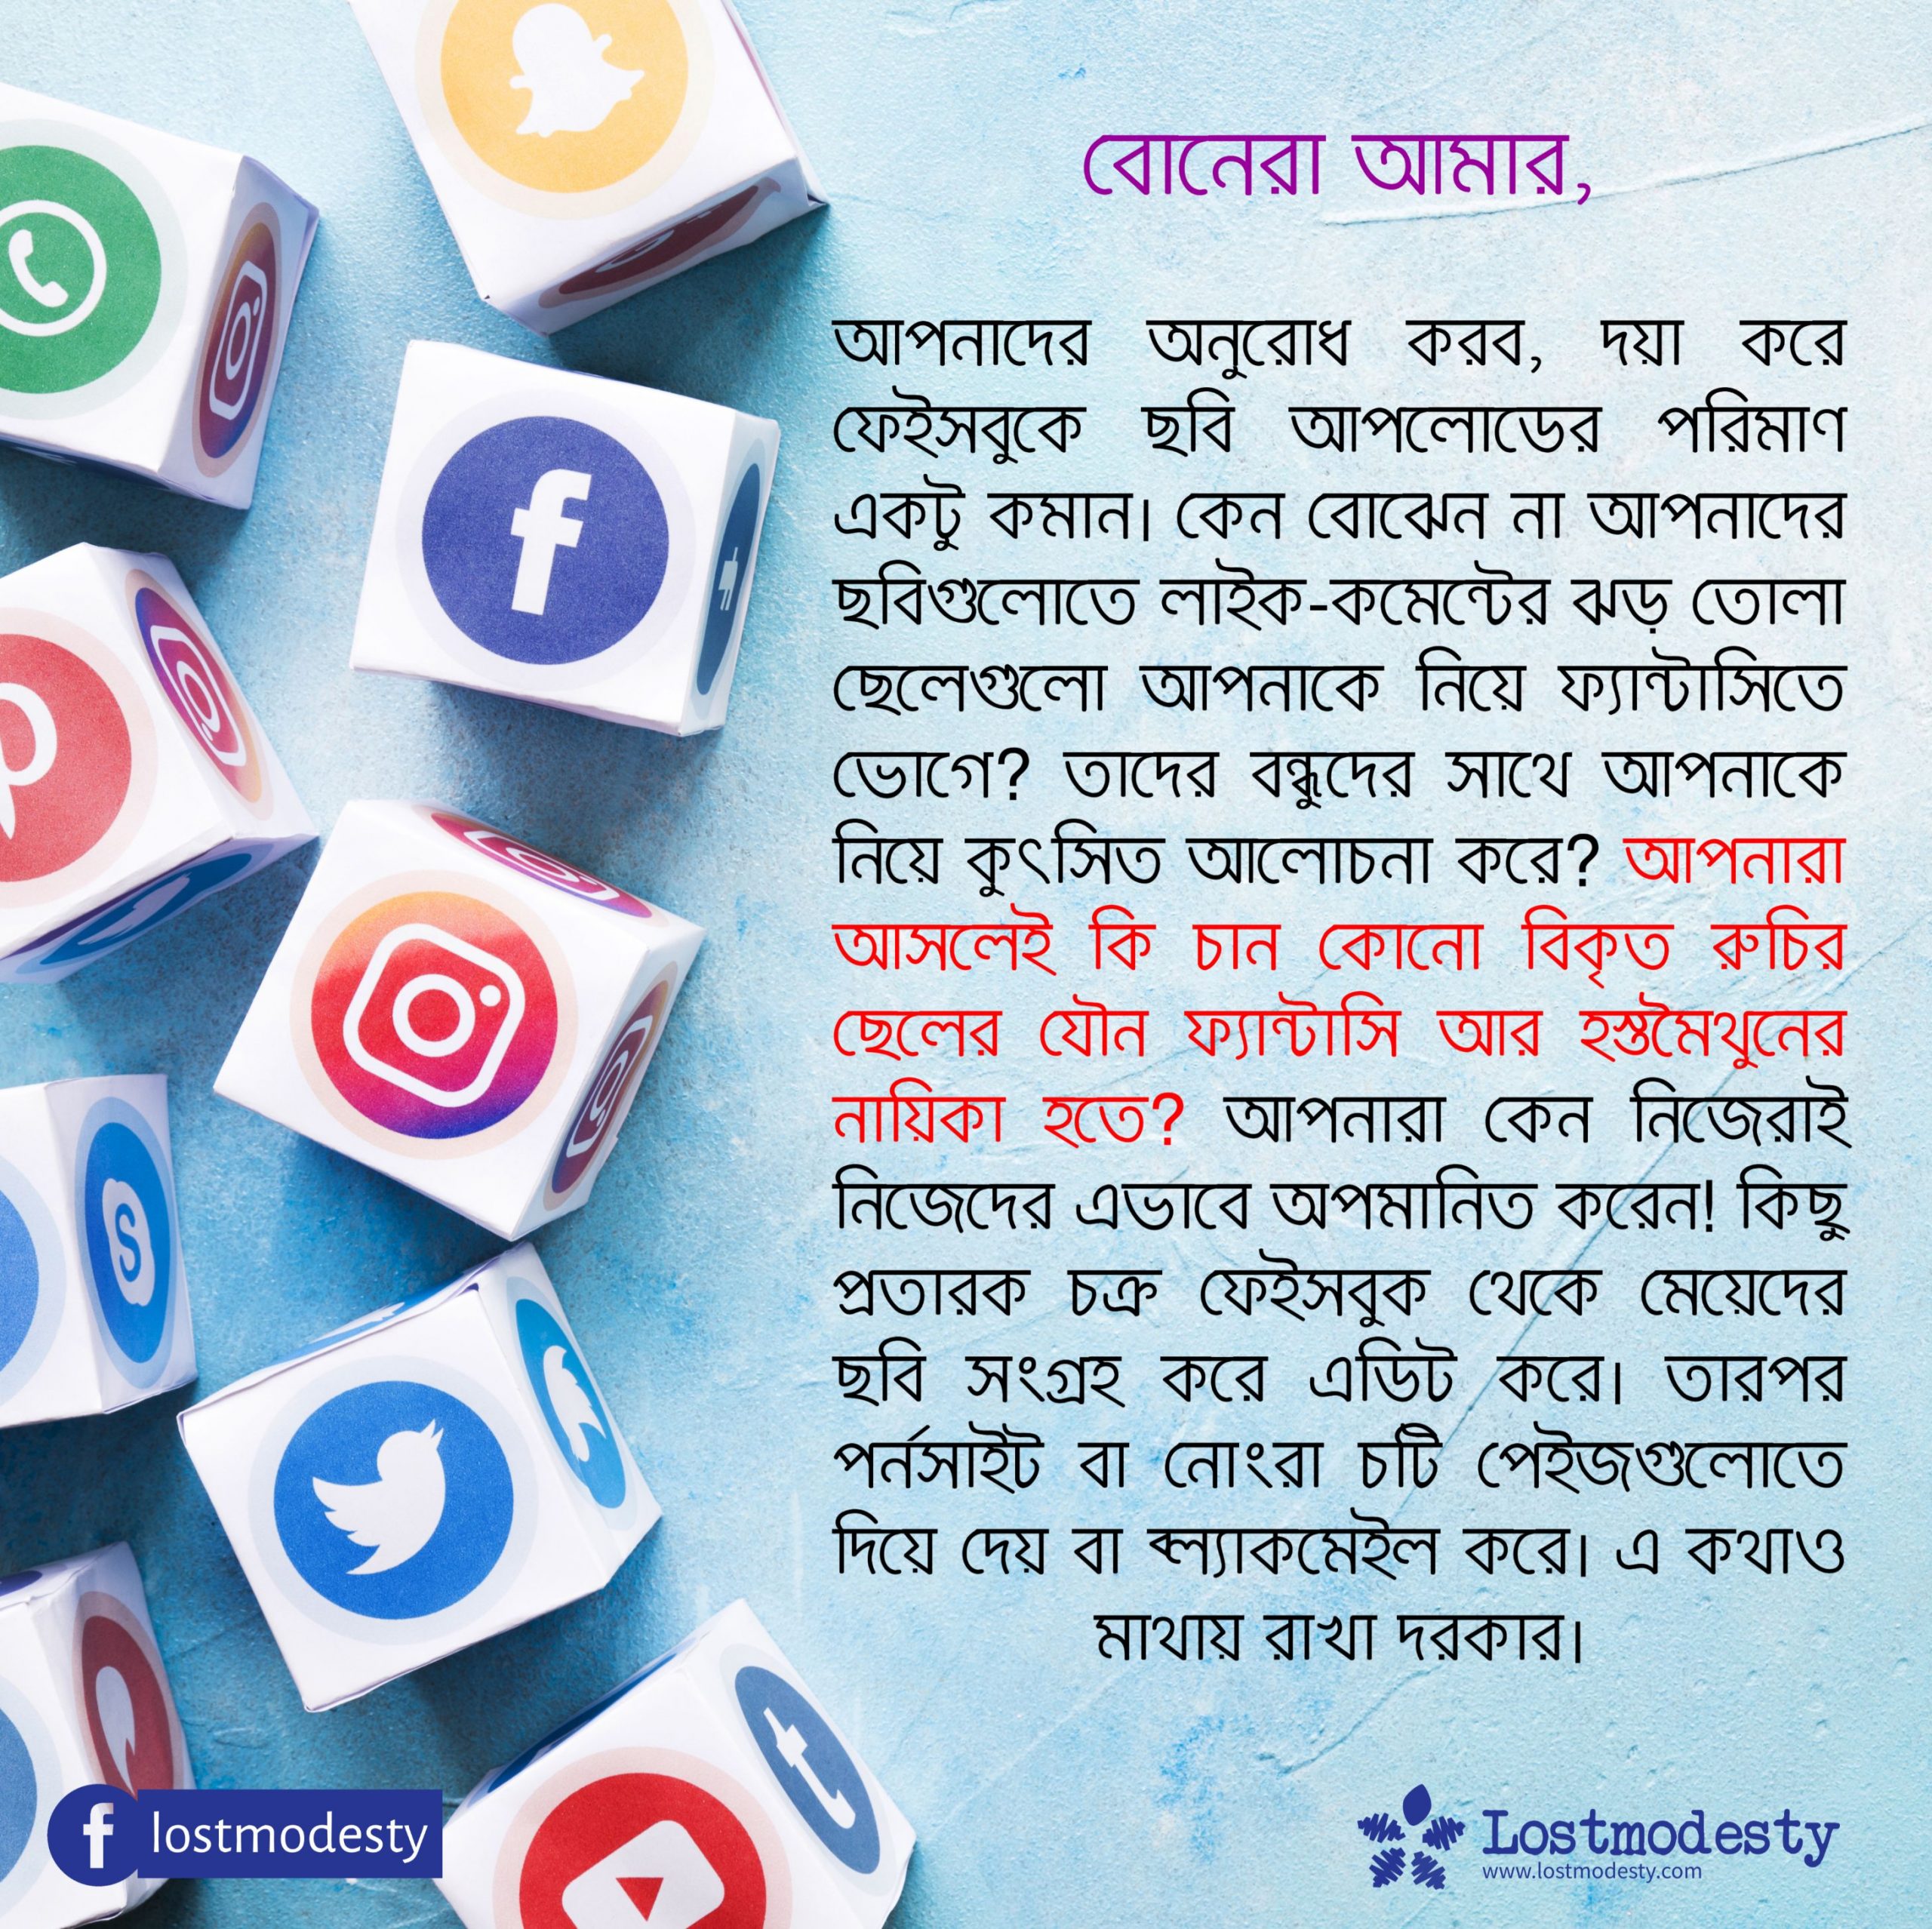 বোনেরা আমার,
আপনাদের অনুরোধ করব, দয়া করে
ফেইসবুকে ছবি আপলোডের পরিমাণ
একটু কমান। কেন বোঝেন না আপনাদের
ছবিগুলোতে লাইক-কমেন্টের ঝড় তোলা
ছেলেগুলো আপনাকে নিয়ে ফ্যান্টাসিতে
ভোগে? তাদের বন্ধুদের সাথে আপনাকে
নিয়ে কুৎসিত আলোচনা করে? আপনারা
আসলেই কি চান কোনো বিকৃত রুচির
ছেলের যৌন ফ্যান্টাসি আর হস্তমৈথুনের
নায়িকা হতে? আপনারা কেন নিজেরাই
নিজেদের এভাবে অপমানিত করেন! কিছু
প্রতারক চক্র ফেইসবুক থেকে মেয়েদের
ছবি সংগ্রহ করে এডিট করে। তারপর
পর্নসাইট বা নোংরা চটি পেইজগুলোতে
দিয়ে দেয় বা ব্ল্যাকমেইল করে। এ কথাও
মাথায় রাখা দরকার।
lostmodesty
Lostmodesty
www.lostmodesty.com